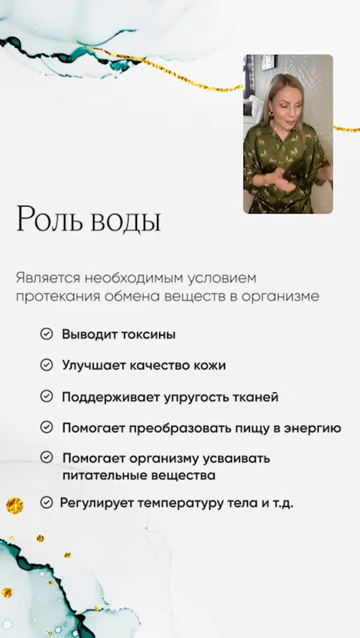 Роль воды
Является необходимым условием
протекания обмена веществ в организме
Выводит токсины
Улучшает качество кожи
Поддерживает упругость тканей
Помогает преобразовать пищу в энергию
Помогает организму усваивать
питательные вещества
Регулирует температуру тела и т.д.